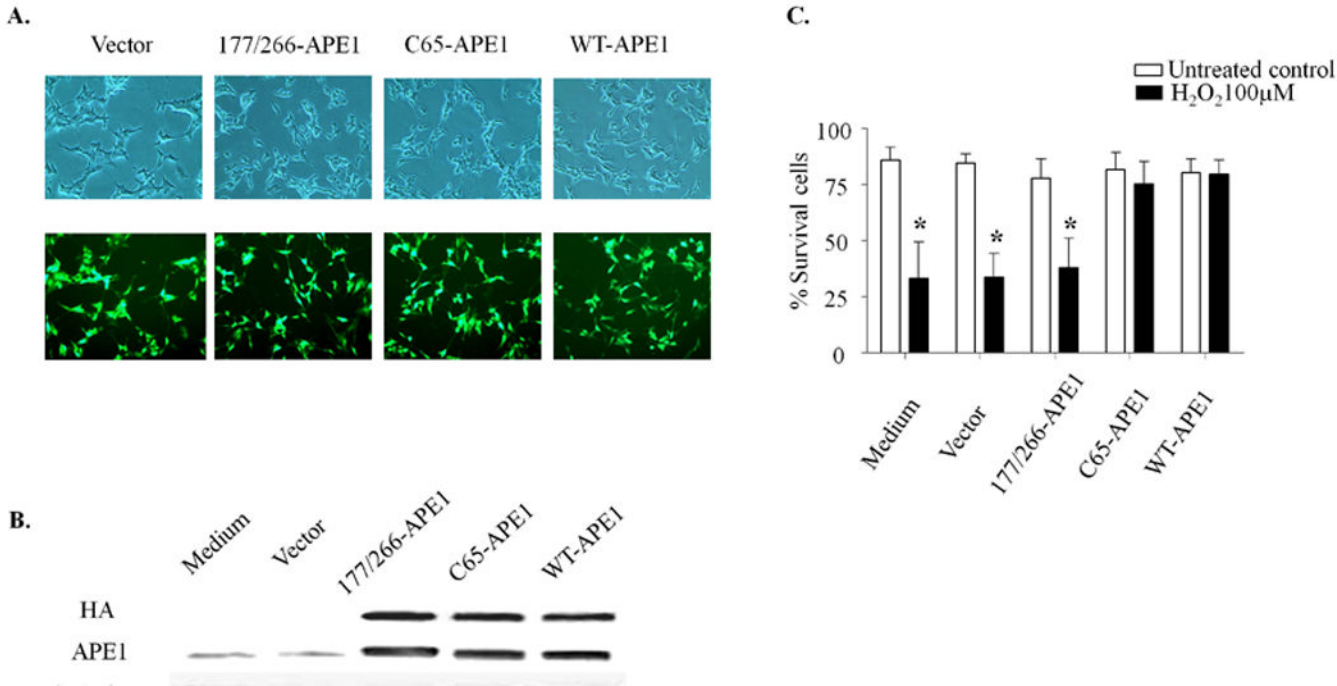 A.
Vector 177/266-APE1 C65-APE1 WT-APE1
C.
Untreated control
H₂O₂100µM
100
75
50
25
0
% Survival cells
* * *
Medium Vector 177/266-APE1 C65-APE1 WT-APE1
B.
Medium Vector 177/266-APE1 C65-APE1 WT-APE1
HA
APE1